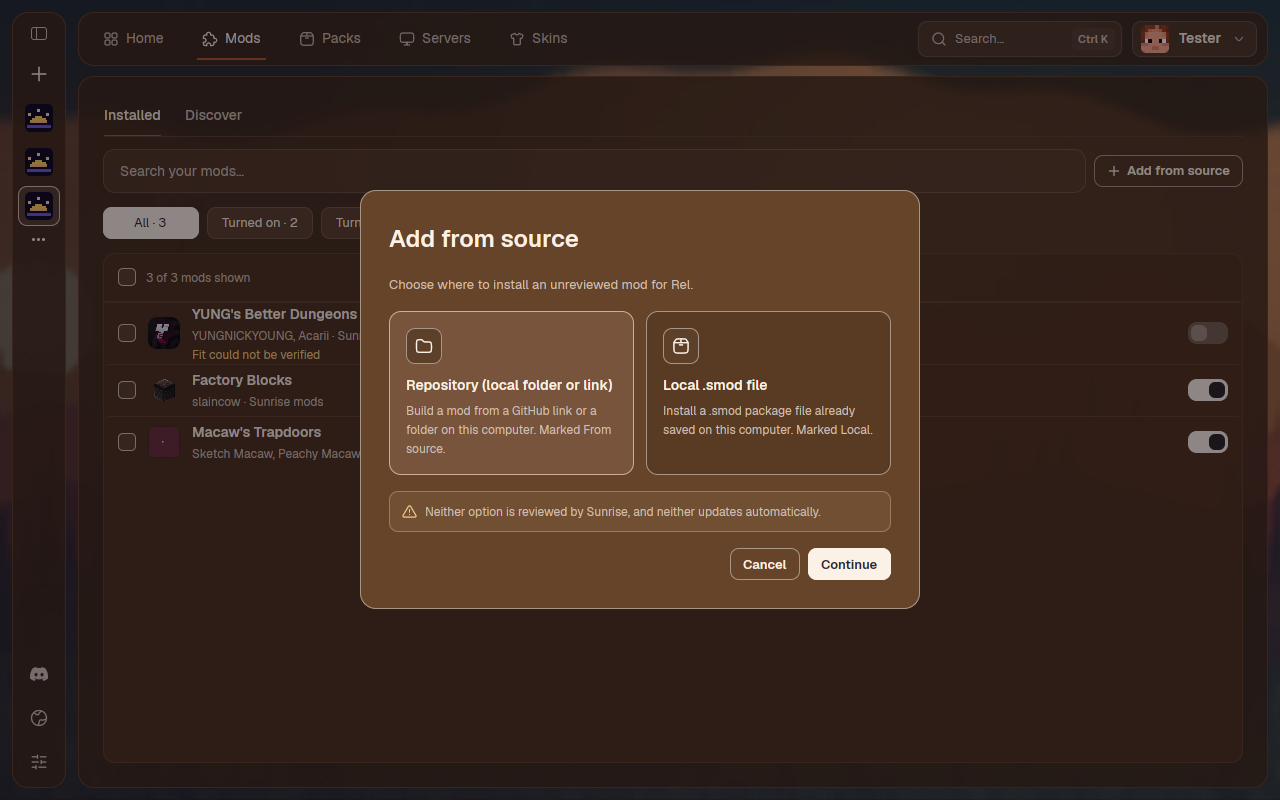 Home
Mods
Packs
Servers
Skins
Search...
Ctrl K
Tester
Installed
Discover
Search your mods...
Add from source
All · 3
Turned on · 2
Turn
3 of 3 mods shown
YUNG's Better Dungeons
YUNGNICKYOUNG, Acarii · Sunr
Fit could not be verified
Factory Blocks
slaincow · Sunrise mods
Macaw's Trapdoors
Sketch Macaw, Peachy Macaw
Add from source
Choose where to install an unreviewed mod for Rel.
Repository (local folder or link)
Build a mod from a GitHub link or a
folder on this computer. Marked From
source.
Local .smod file
Install a .smod package file already
saved on this computer. Marked Local.
Neither option is reviewed by Sunrise, and neither updates automatically.
Cancel
Continue